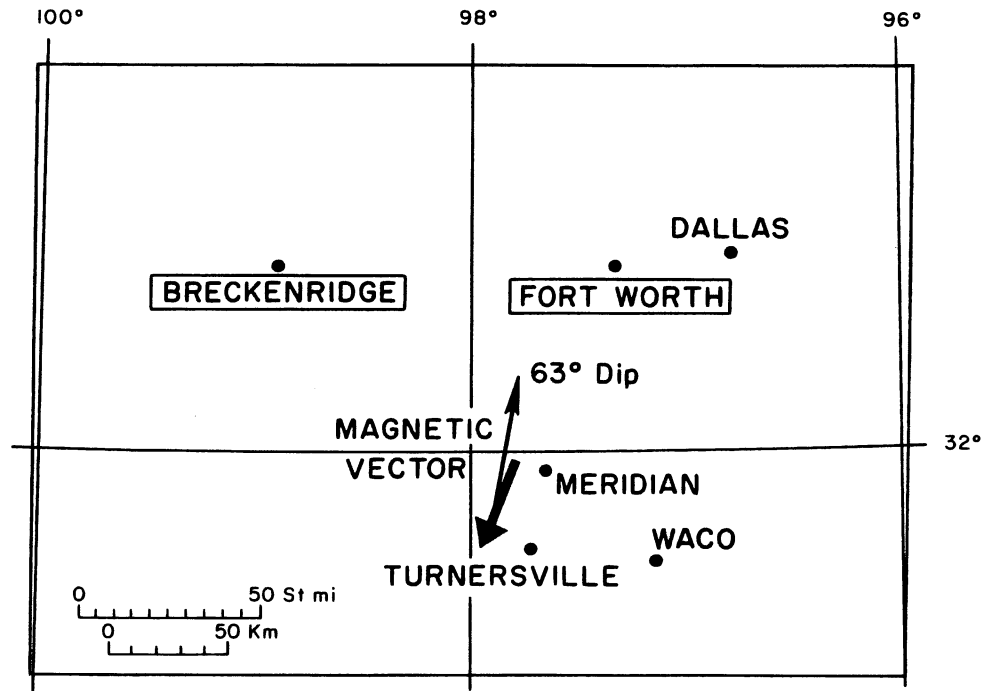 100° 98° 96°
DALLAS
BRECKENRIDGE
FORT WORTH
63° Dip
MAGNETIC
32°
VECTOR
MERIDIAN
WACO
TURNERSVILLE
0 50 St mi
0 50 Km